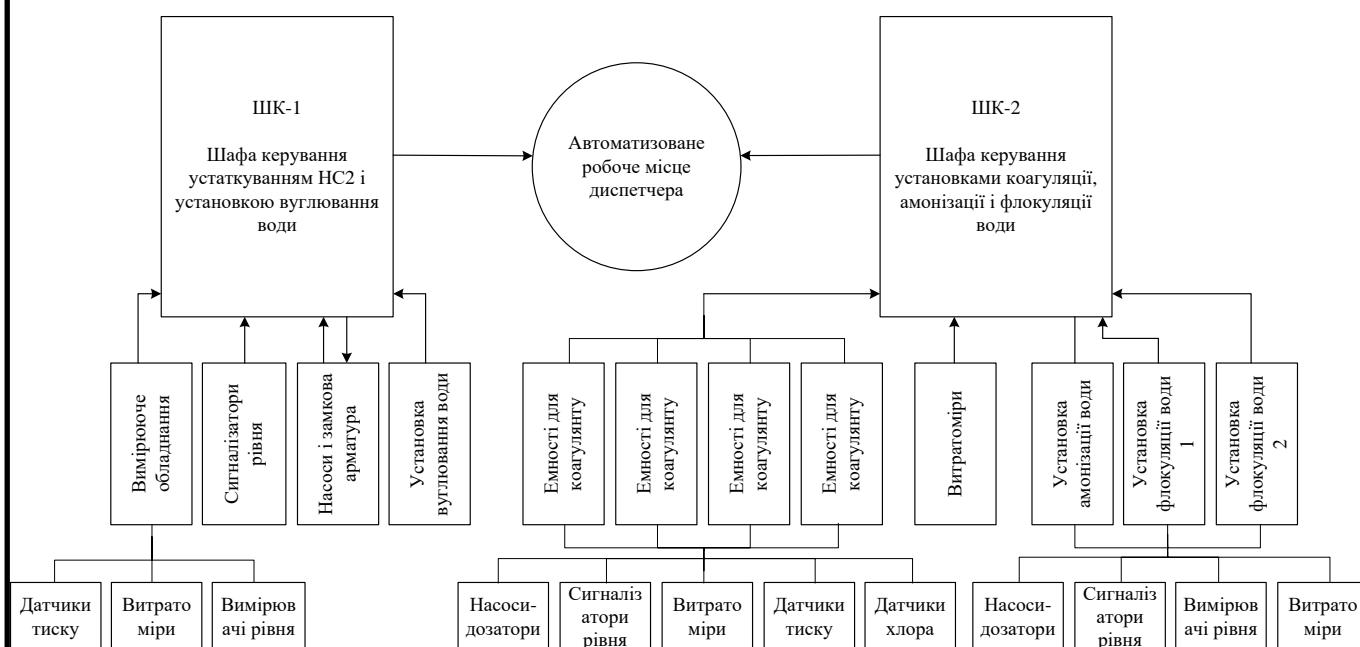 ШК-1
Шафа керування
устаткуванням НС2 і
установкою вуглювання
води
Автоматизоване
робоче місце
диспетчера
ШК-2
Шафа керування
установками коагуляції,
амонізації і флокуляції
води
Вимірююче
обладнання
Сигналізатори
рівня
Насоси і замкова
арматура
Установка
вуглювання води
Емності для
коагулянту
Емності для
коагулянту
Емності для
коагулянту
Емності для
коагулянту
Витратоміри
Установка
амонізації води
Установка
флокуляції води
1
Установка
флокуляції води
2
Датчики
тиску
Витрато
міри
Вимірюв
ачі рівня
Насоси-
дозатори
Сигналіз
атори
рівня
Витрато
міри
Датчики
тиску
Датчики
хлора
Насоси-
дозатори
Сигналіз
атори
рівня
Вимірюв
ачі рівня
Витрато
міри